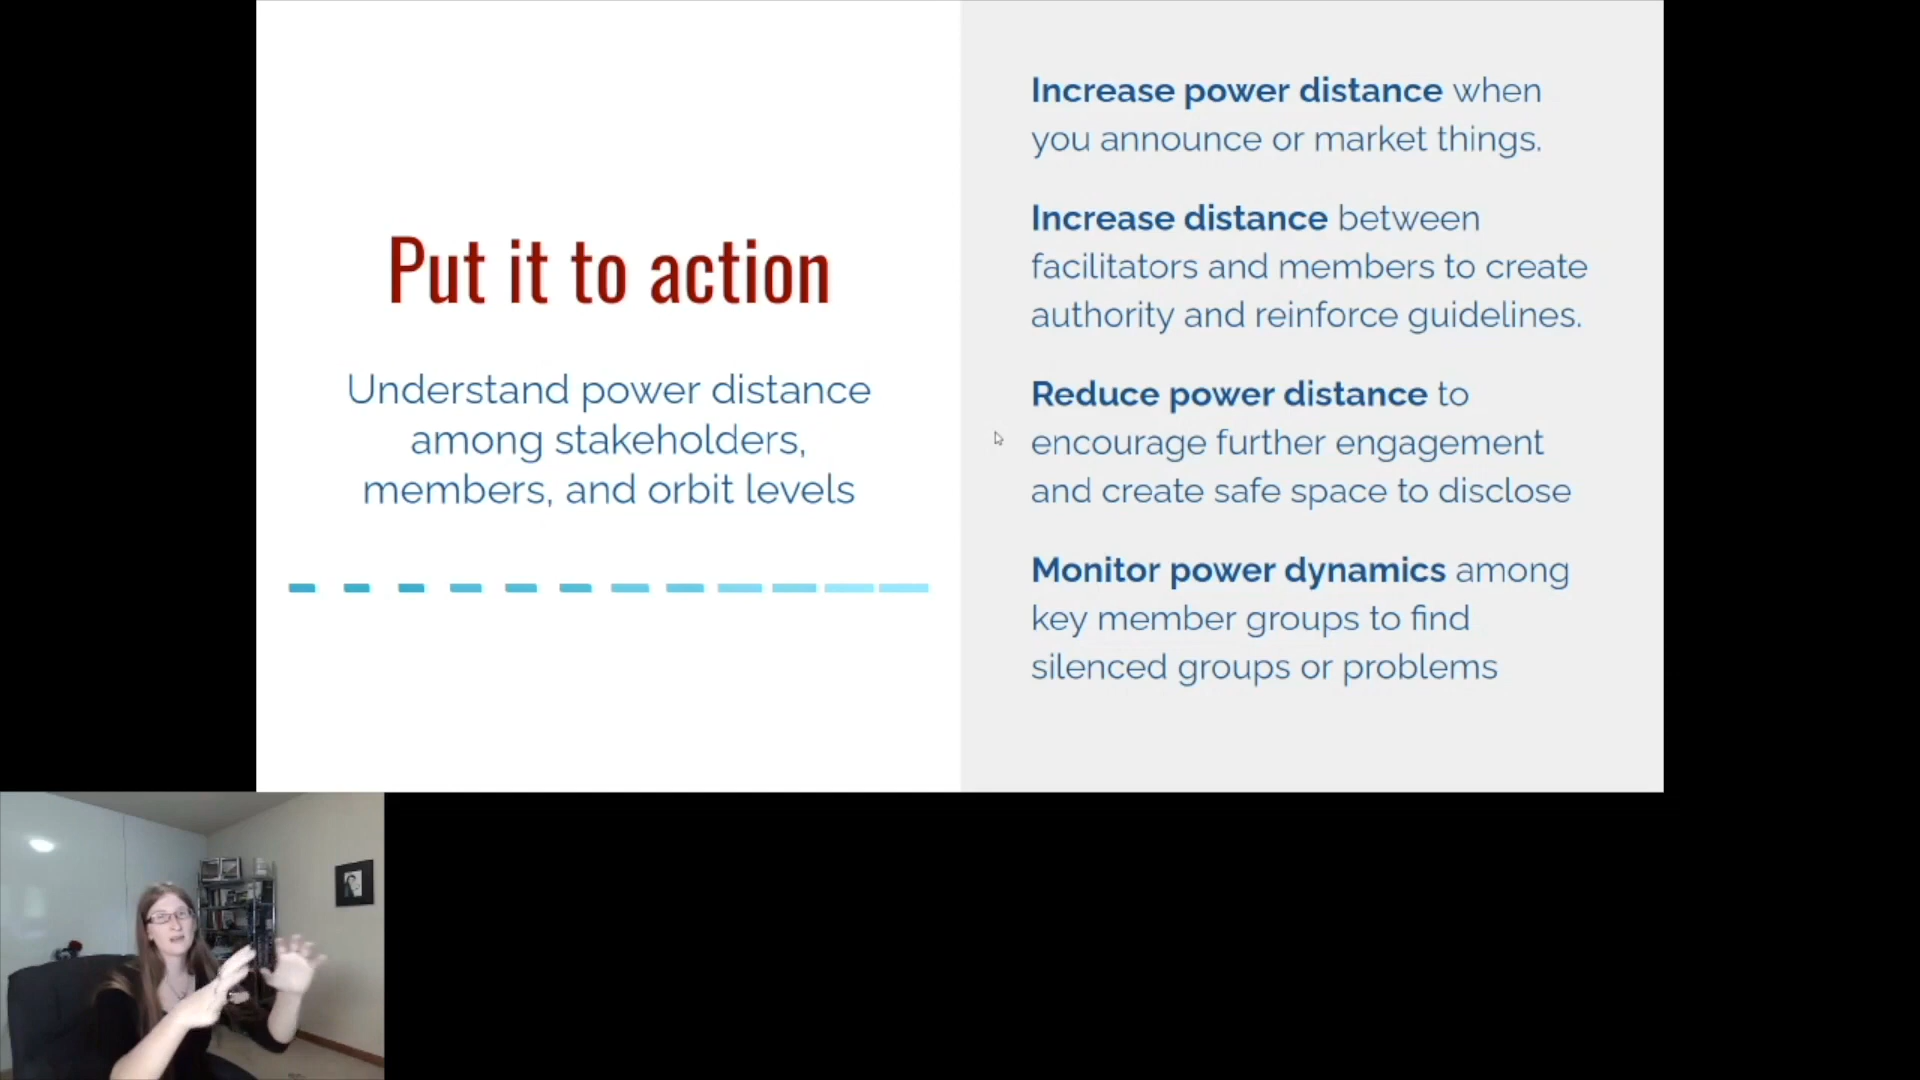 Put it to action
Understand power distance
among stakeholders,
members, and orbit levels
Increase power distance when
you announce or market things.
Increase distance between
facilitators and members to create
authority and reinforce guidelines.
Reduce power distance to
encourage further engagement
and create safe space to disclose
Monitor power dynamics among
key member groups to find
silenced groups or problems